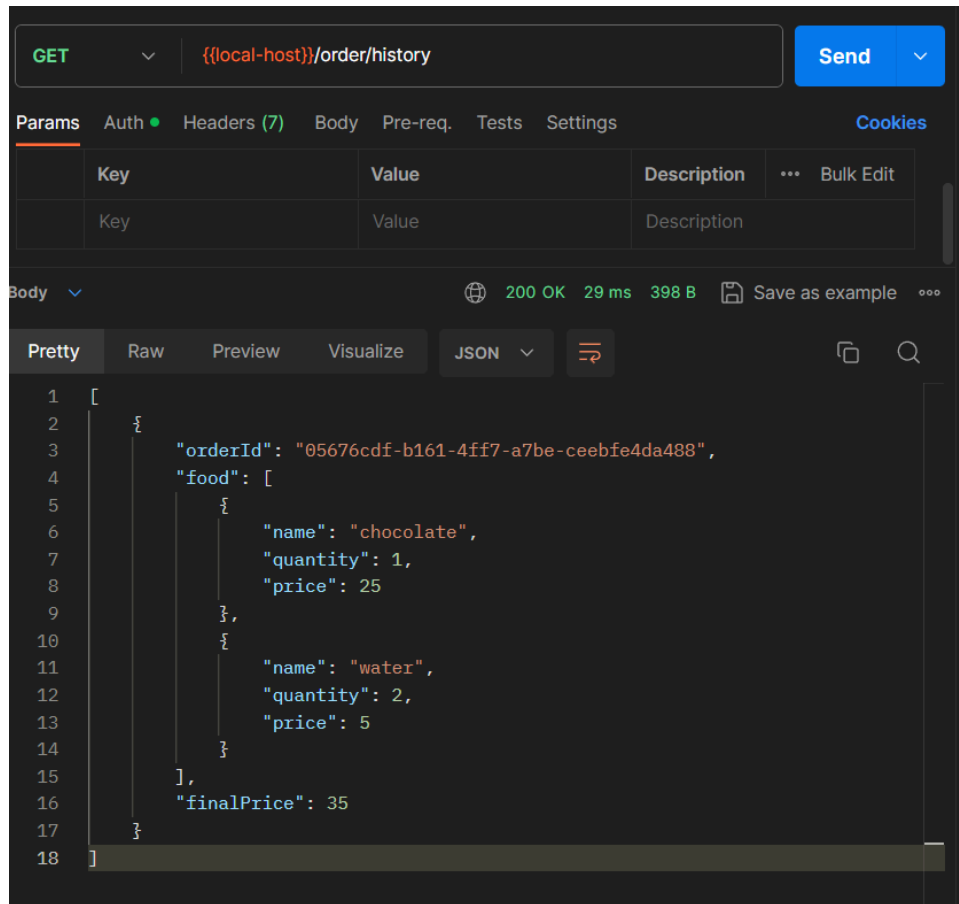 GET {{local-host}}/order/history Send
Params Auth Headers (7) Body Pre-req. Tests Settings Cookies
Key Value Description ••• Bulk Edit
Key Value Description
Body 200 OK 29 ms 398 B Save as example
Pretty Raw Preview Visualize JSON
1 [
2 {
3 "orderId": "05676cdf-b161-4ff7-a7be-ceebfe4da488",
4 "food": [
5 {
6 "name": "chocolate",
7 "quantity": 1,
8 "price": 25
9 },
10 {
11 "name": "water",
12 "quantity": 2,
13 "price": 5
14 }
15 ],
16 "finalPrice": 35
17 }
18 ]